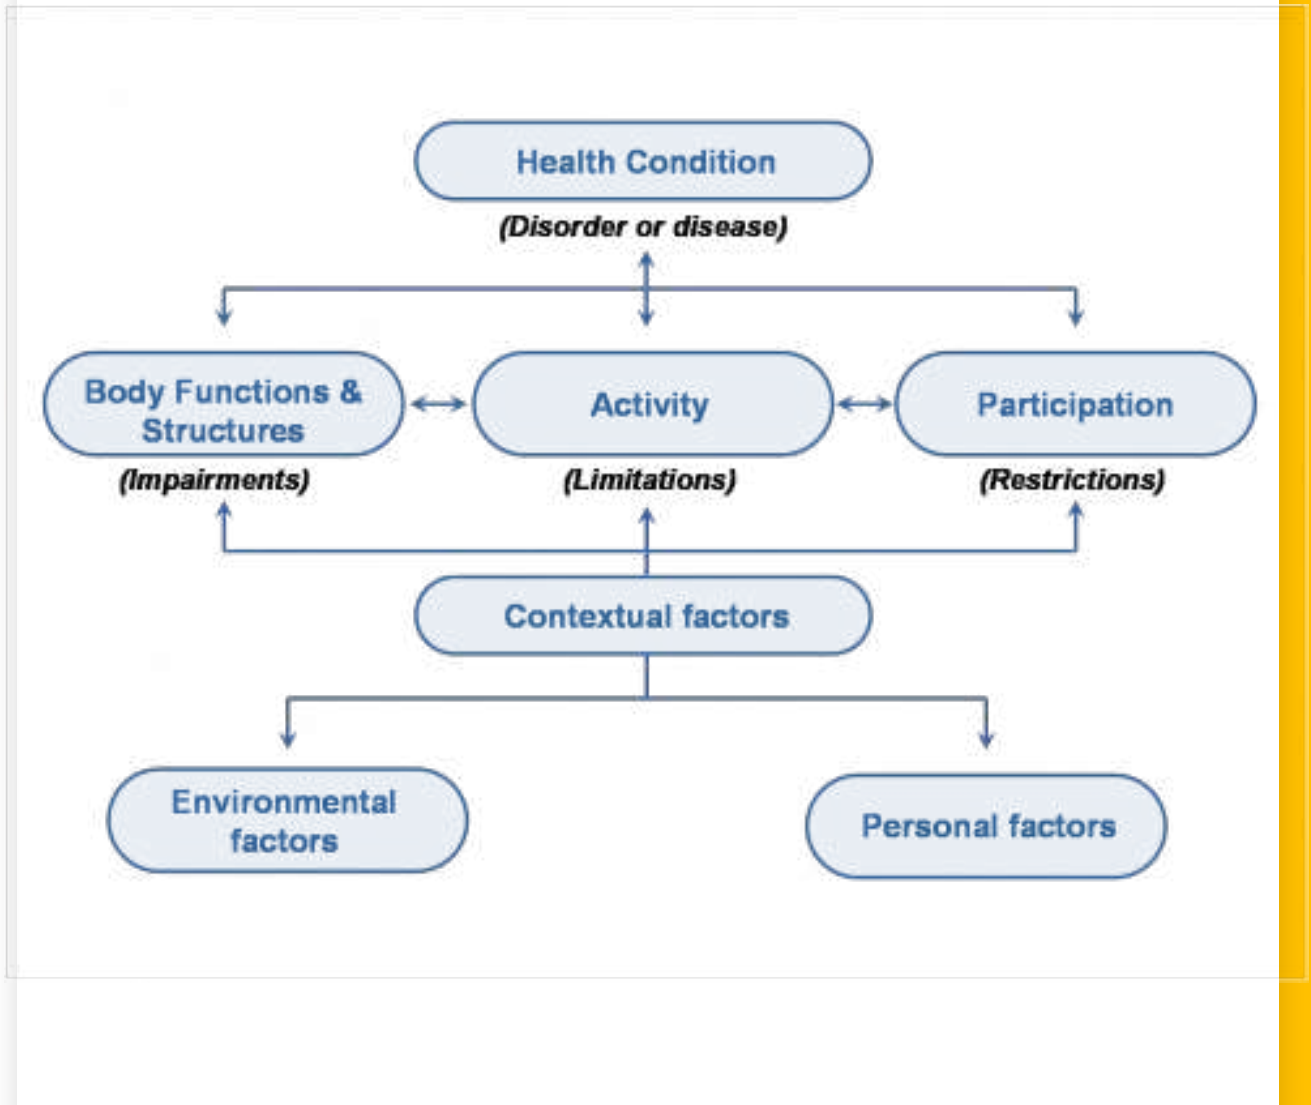 Health Condition
(Disorder or disease)
Body Functions &
Structures
Activity
Participation
(Impairments)
(Limitations)
(Restrictions)
Contextual factors
Environmental
factors
Personal factors